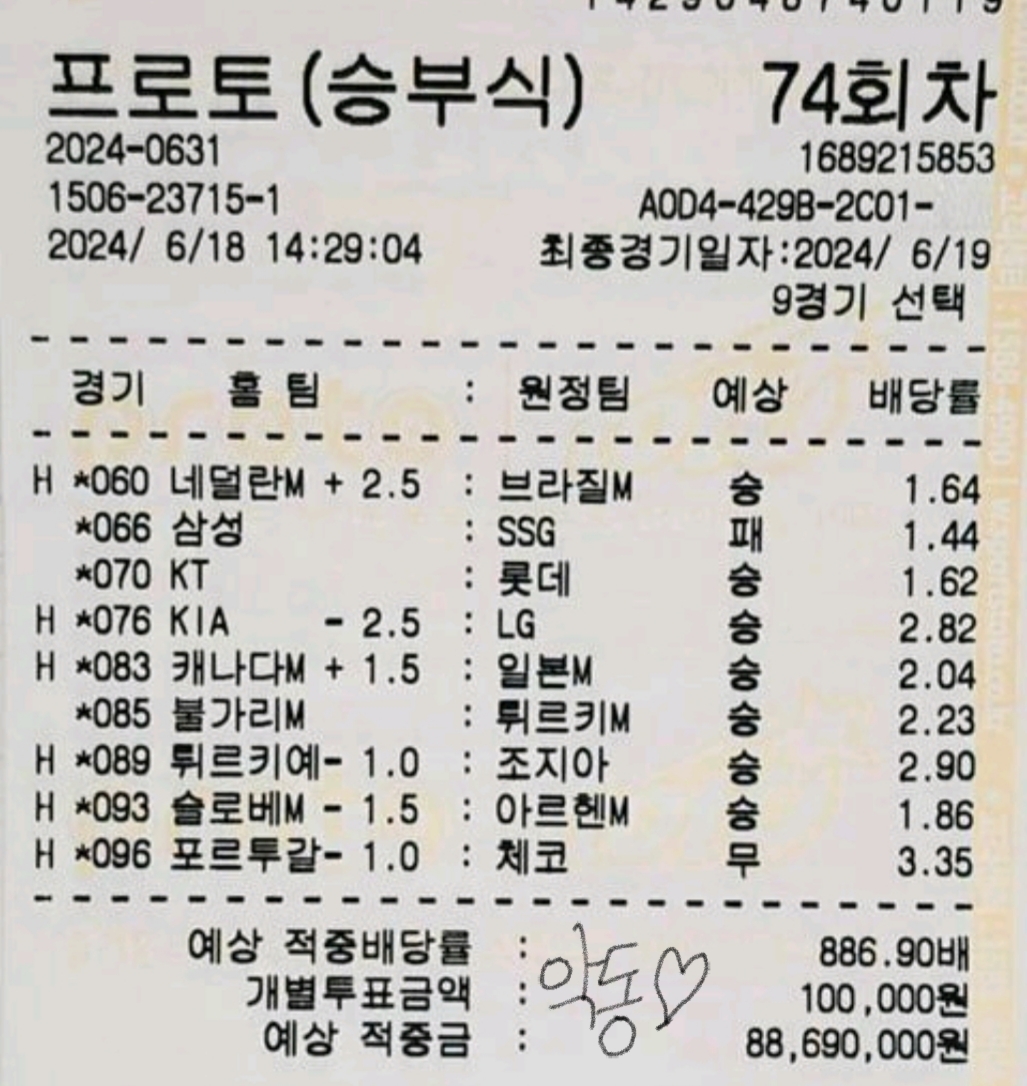 프로토(승부식) 74회차
2024-0631 1689215853
1506-23715-1 A0D4-429B-2C01-
2024/ 6/18 14:29:04 최종경기일자:2024/ 6/19
9경기 선택
경기 홈 팀 : 원정팀 예상 배당률
H *060 네덜란M + 2.5 : 브라질M 승 1.64
*066 삼성 : SSG 패 1.44
*070 KT : 롯데 승 1.62
H *076 KIA - 2.5 : LG 승 2.82
H *083 캐나다M + 1.5 : 일본M 승 2.04
*085 불가리M : 튀르키M 승 2.23
H *089 튀르키예- 1.0 : 조지아 승 2.90
H *093 슬로베M - 1.5 : 아르헨M 승 1.86
H *096 포르투갈- 1.0 : 체코 무 3.35
예상 적중배당률 : 886.90배
개별투표금액 : 100,000원
예상 적중금 : 88,690,000원
악동♡